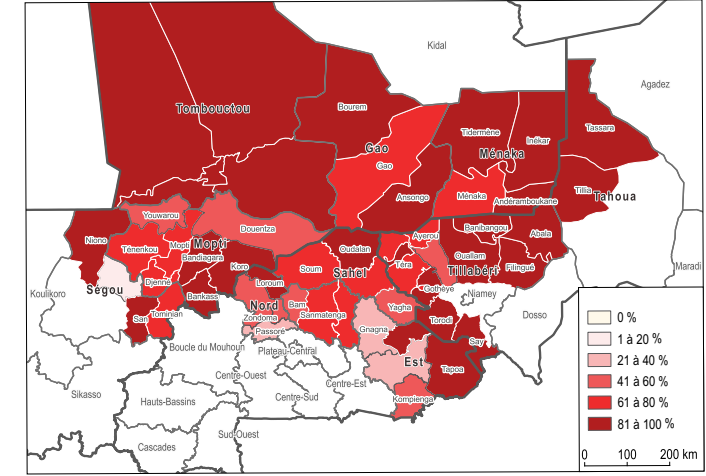 Kidal
Agadez
Tombouctou
Bourem
Tassara
Tidermène
Inékar
Gao
Ménaka
Gao
Tillia
Tahoua
Ansongo
Ménaka
Andéramboukane
Youwarou
Douentza
Niono
Ténenkou
Mopti
Mopti
Bandiagara
Oudalan
Ayerou
Banibangou
Abala
Ouallam
Koro
Soum
Sahel
Téra
Tillabéri
Filingué
Maradi
Koulikoro
Ségou
Djenné
Bankass
Loroum
Gothèye
Niamey
San
Tominian
Nord
Bam
Zondoma
Sanmatenga
Yagha
Torodi
Dosso
Passoré
Gnagna
Say
Boucle du Mouhoun
Plateau-Central
Est
Tapoa
Centre-Ouest
Centre-Est
Sikasso
Hauts-Bassins
Centre-Sud
Kompienga
Cascades
Sud-Ouest
0 %
1 à 20 %
21 à 40 %
41 à 60 %
61 à 80 %
81 à 100 %
0 100 200 km